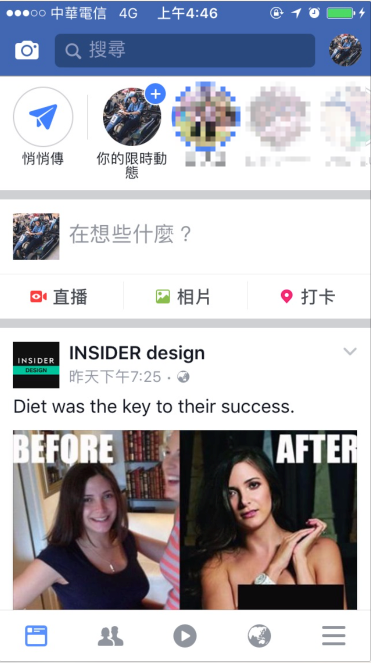 中華電信 4G 上午4:46
搜尋
悄悄傳
你的限時動
態
在想些什麼？
直播
相片
打卡
INSIDER
DESIGN
INSIDER design
昨天下午7:25 ·
Diet was the key to their success.
BEFORE
AFTER